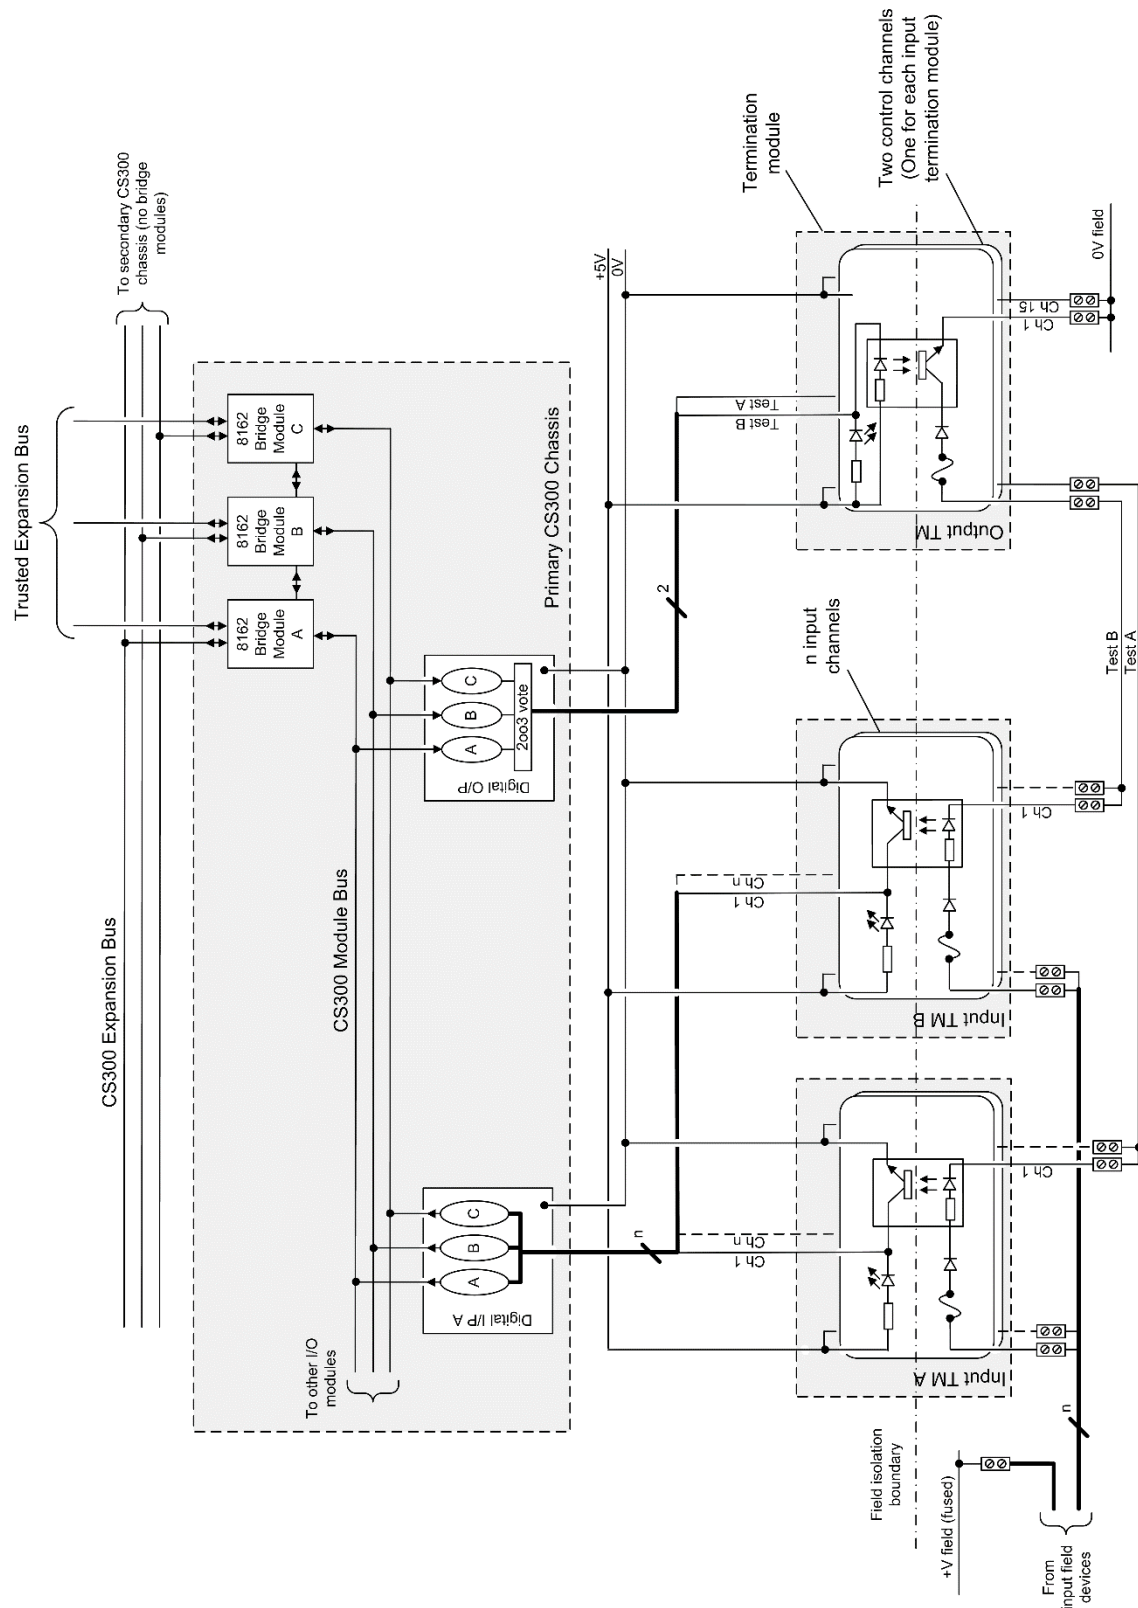 Trusted Expansion Bus
To secondary CS300
chassis (no bridge
modules)
CS300 Expansion Bus
8162
Bridge
Module
A
8162
Bridge
Module
B
8162
Bridge
Module
C
Primary CS300 Chassis
CS300 Module Bus
To other I/O
modules
Digital I/P A
A
B
C
Digital O/P
A
B
C
2oo3 vote
n
2
+5V
0V
Ch 1
Ch n
Ch 1
Ch n
Test B
Test A
Termination
module
Two control channels
(One for each input
termination module)
n input
channels
Input TM A
Input TM B
Output TM
Field isolation
boundary
Ch 1
Ch 1
Ch 1
Ch 15
0V field
Test B
Test A
+V field (fused)
n
From
input field
devices